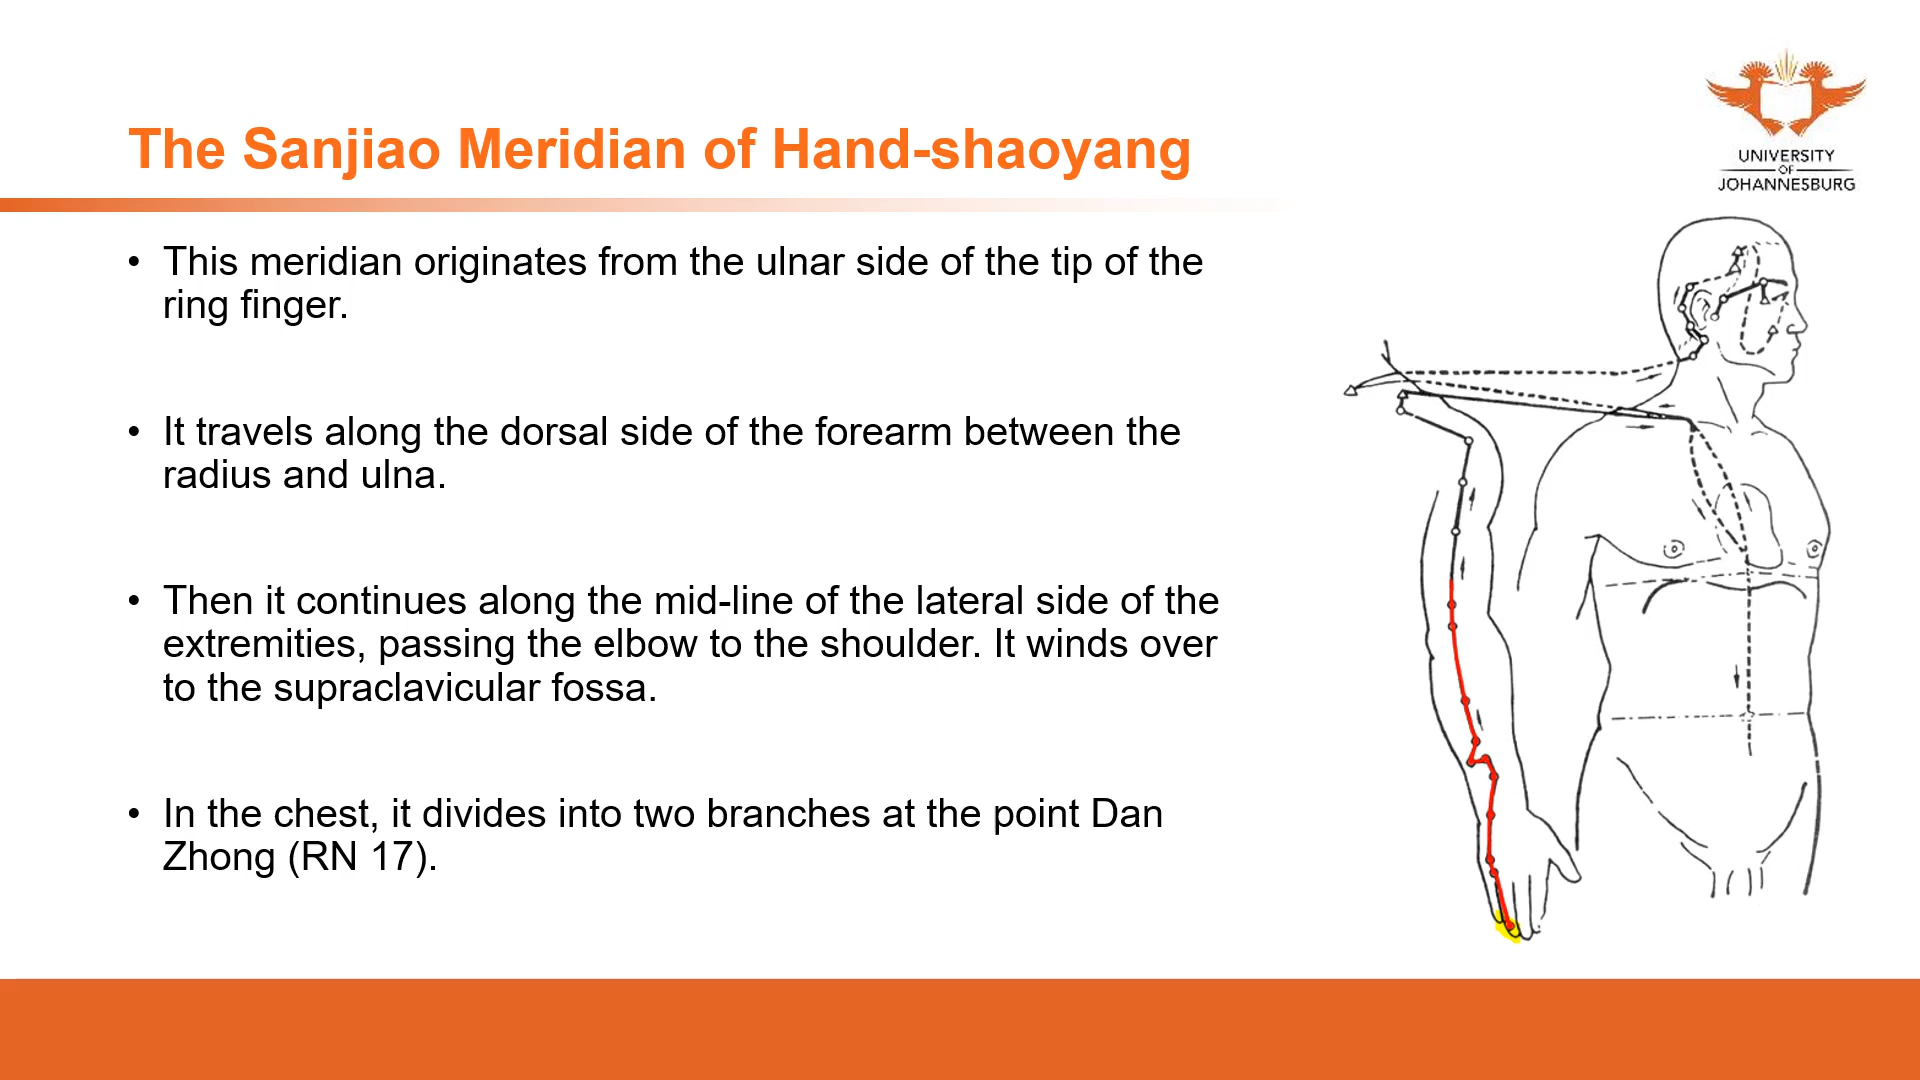 The Sanjiao Meridian of Hand-shaoyang
UNIVERSITY
OF
JOHANNESBURG
• This meridian originates from the ulnar side of the tip of the
ring finger.
• It travels along the dorsal side of the forearm between the
radius and ulna.
• Then it continues along the mid-line of the lateral side of the
extremities, passing the elbow to the shoulder. It winds over
to the supraclavicular fossa.
• In the chest, it divides into two branches at the point Dan
Zhong (RN 17).